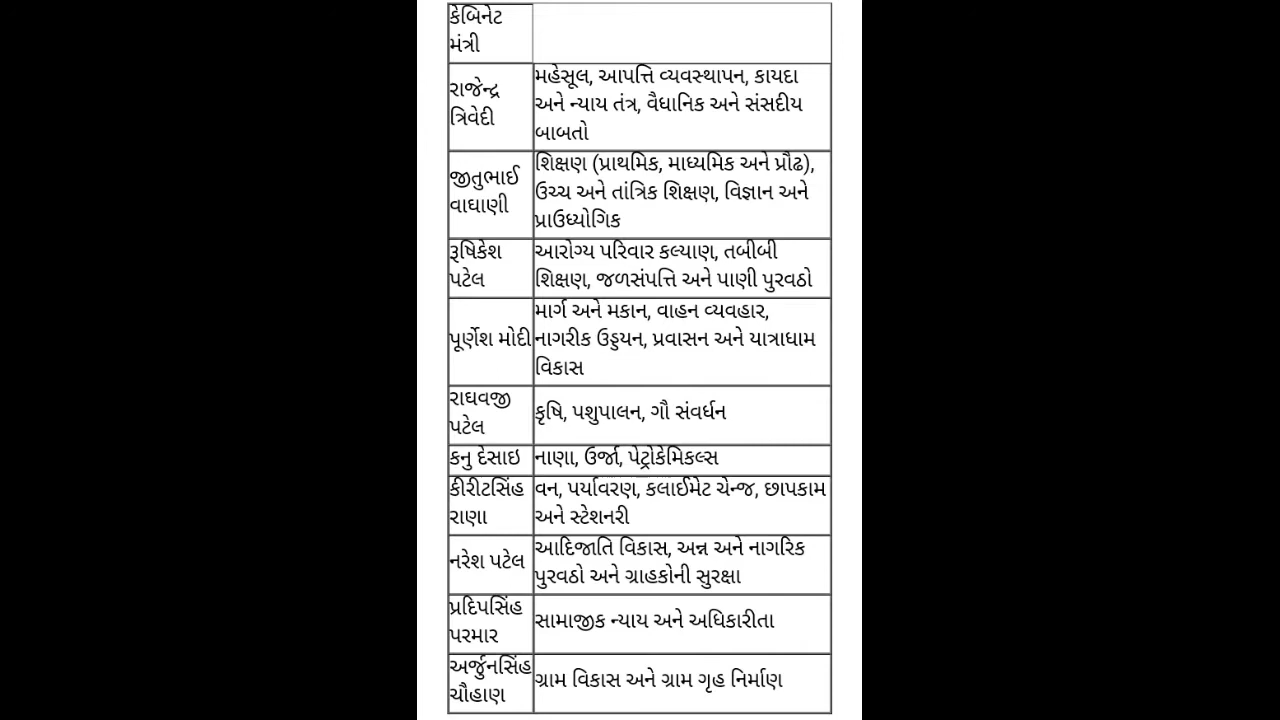 કેબિનેટ
મંત્રી
રાજેન્દ્ર
ત્રિવેદી
મહેસૂલ, આપત્તિ વ્યવસ્થાપન, કાયદા
અને ન્યાય તંત્ર, વૈધાનિક અને સંસદીય
બાબતો
જીતુભાઈ
વાઘાણી
શિક્ષણ (પ્રાથમિક, માધ્યમિક અને પ્રૌઢ),
ઉચ્ચ અને તાંત્રિક શિક્ષણ, વિજ્ઞાન અને
પ્રાઉધ્યોગિક
રૂષિકેશ
પટેલ
આરોગ્ય પરિવાર કલ્યાણ, તબીબી
શિક્ષણ, જળસંપત્તિ અને પાણી પુરવઠો
પૂર્ણેશ મોદી
માર્ગ અને મકાન, વાહન વ્યવહાર,
નાગરીક ઉડ્ડયન, પ્રવાસન અને યાત્રાધામ
વિકાસ
રાઘવજી
પટેલ
કૃષિ, પશુપાલન, ગૌ સંવર્ધન
કનુ દેસાઇ
નાણા, ઉર્જા, પેટ્રોકેમિકલ્સ
કીરીટસિંહ
રાણા
વન, પર્યાવરણ, કલાઈમેટ ચેન્જ, છાપકામ
અને સ્ટેશનરી
નરેશ પટેલ
આદિજાતિ વિકાસ, અન્ન અને નાગરિક
પુરવઠો અને ગ્રાહકોની સુરક્ષા
પ્રદિપસિંહ
પરમાર
સામાજીક ન્યાય અને અધિકારીતા
અર્જુનસિંહ
ચૌહાણ
ગ્રામ વિકાસ અને ગ્રામ ગૃહ નિર્માણ